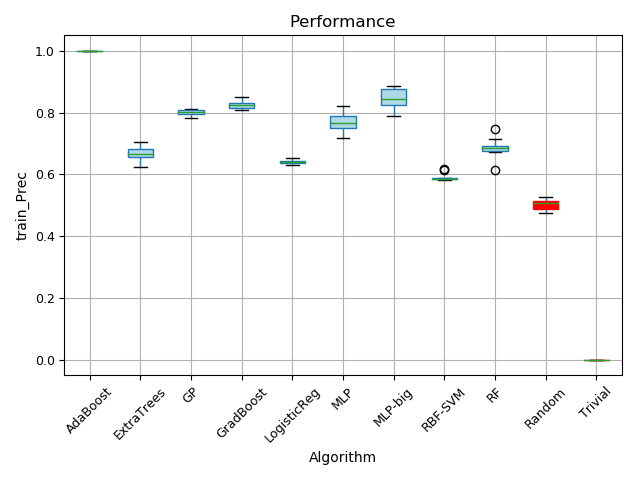 Performance
train_Prec
1.0
0.8
0.6
0.4
0.2
0.0
AdaBoost
ExtraTrees
GP
GradBoost
LogisticReg
MLP
MLP-big
RBF-SVM
RF
Random
Trivial
Algorithm